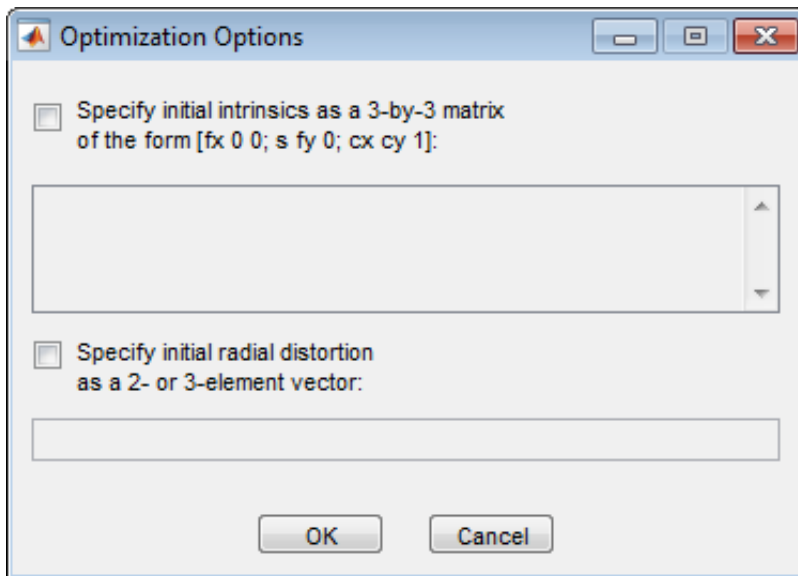 Optimization Options
Specify initial intrinsics as a 3-by-3 matrix
of the form [fx 0 0; s fy 0; cx cy 1]:
Specify initial radial distortion
as a 2- or 3-element vector:
OK
Cancel